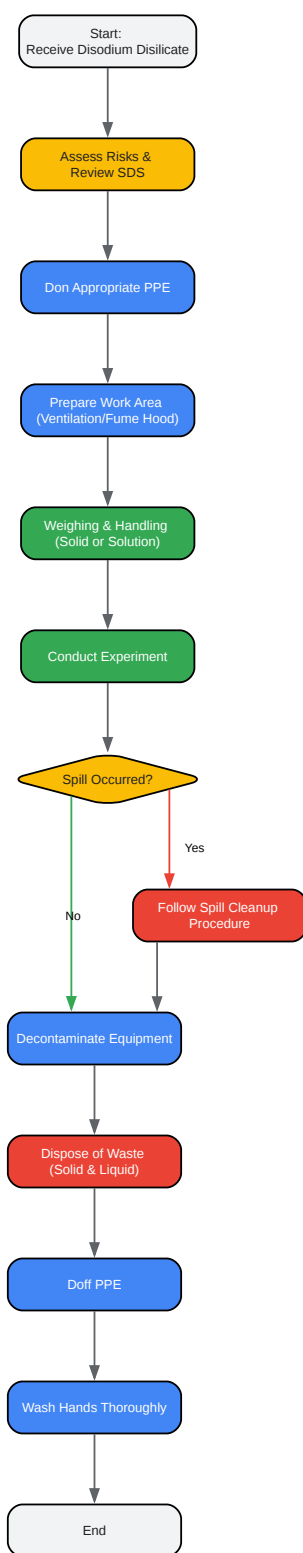 Start:
Receive Disodium Disilicate
Assess Risks &
Review SDS
Don Appropriate PPE
Prepare Work Area
(Ventilation/Fume Hood)
Weighing & Handling
(Solid or Solution)
Conduct Experiment
Spill Occurred?
Yes
Follow Spill Cleanup
Procedure
No
Decontaminate Equipment
Dispose of Waste
(Solid & Liquid)
Doff PPE
Wash Hands Thoroughly
End